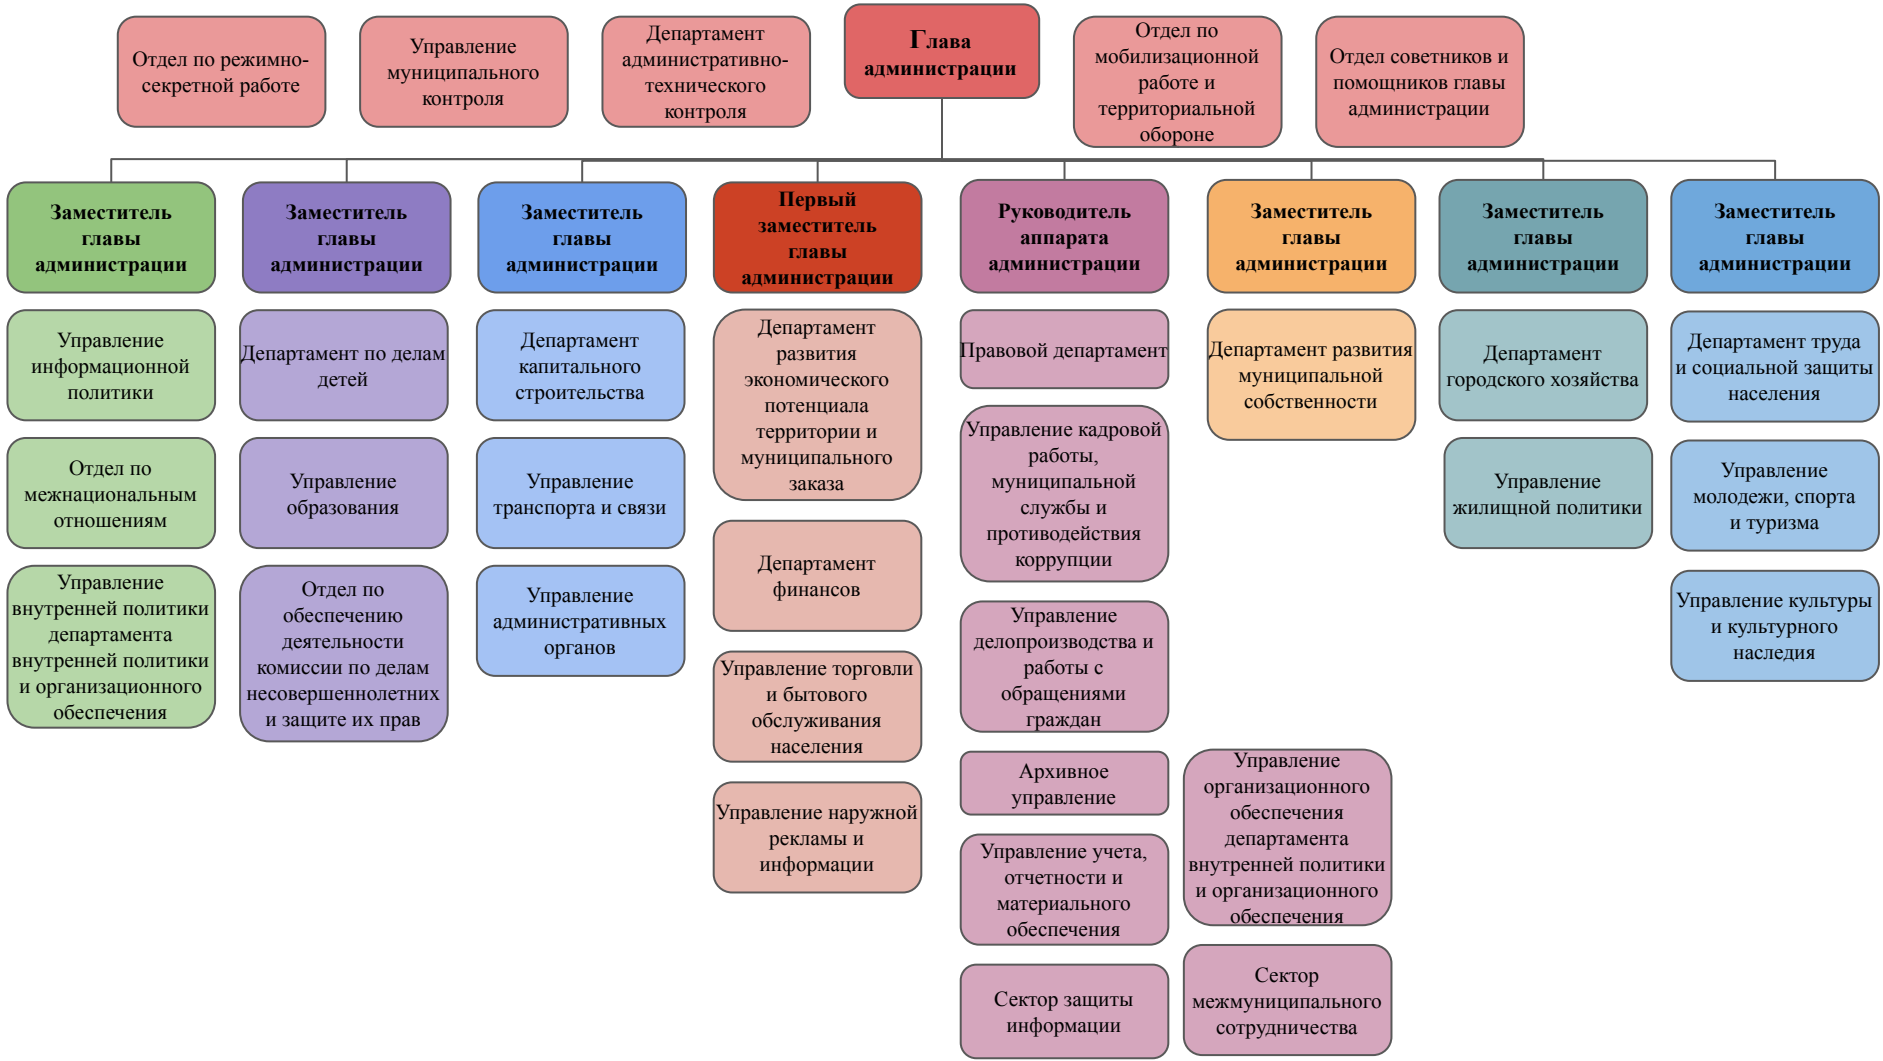 Отдел по режимно-
секретной работе
Управление
муниципального
контроля
Департамент
административно-
технического
контроля
Глава
администрации
Отдел по
мобилизационной
работе и
территориальной
обороне
Отдел советников и
помощников главы
администрации
Заместитель
главы
администрации
Заместитель
главы
администрации
Заместитель
главы
администрации
Первый
заместитель
главы
администрации
Руководитель
аппарата
администрации
Заместитель
главы
администрации
Заместитель
главы
администрации
Заместитель
главы
администрации
Управление
информационной
политики
Отдел по
межнациональным
отношениям
Управление
внутренней политики
департамента
внутренней политики
и организационного
обеспечения
Департамент по делам
детей
Управление
образования
Отдел по
обеспечению
деятельности
комиссии по делам
несовершеннолетних
и защите их прав
Департамент
капитального
строительства
Управление
транспорта и связи
Управление
административных
органов
Департамент
развития
экономического
потенциала
территории и
муниципального
заказа
Департамент
финансов
Управление торговли
и бытового
обслуживания
населения
Управление наружной
рекламы и
информации
Правовой департамент
Управление кадровой
работы,
муниципальной
службы и
противодействия
коррупции
Управление
делопроизводства и
работы с
обращениями
граждан
Архивное
управление
Управление учета,
отчетности и
материального
обеспечения
Сектор защиты
информации
Управление
организационного
обеспечения
департамента
внутренней политики
и организационного
обеспечения
Сектор
межмуниципального
сотрудничества
Департамент развития
муниципальной
собственности
Департамент
городского хозяйства
Управление
жилищной политики
Департамент труда
и социальной защиты
населения
Управление
молодежи, спорта
и туризма
Управление культуры
и культурного
наследия